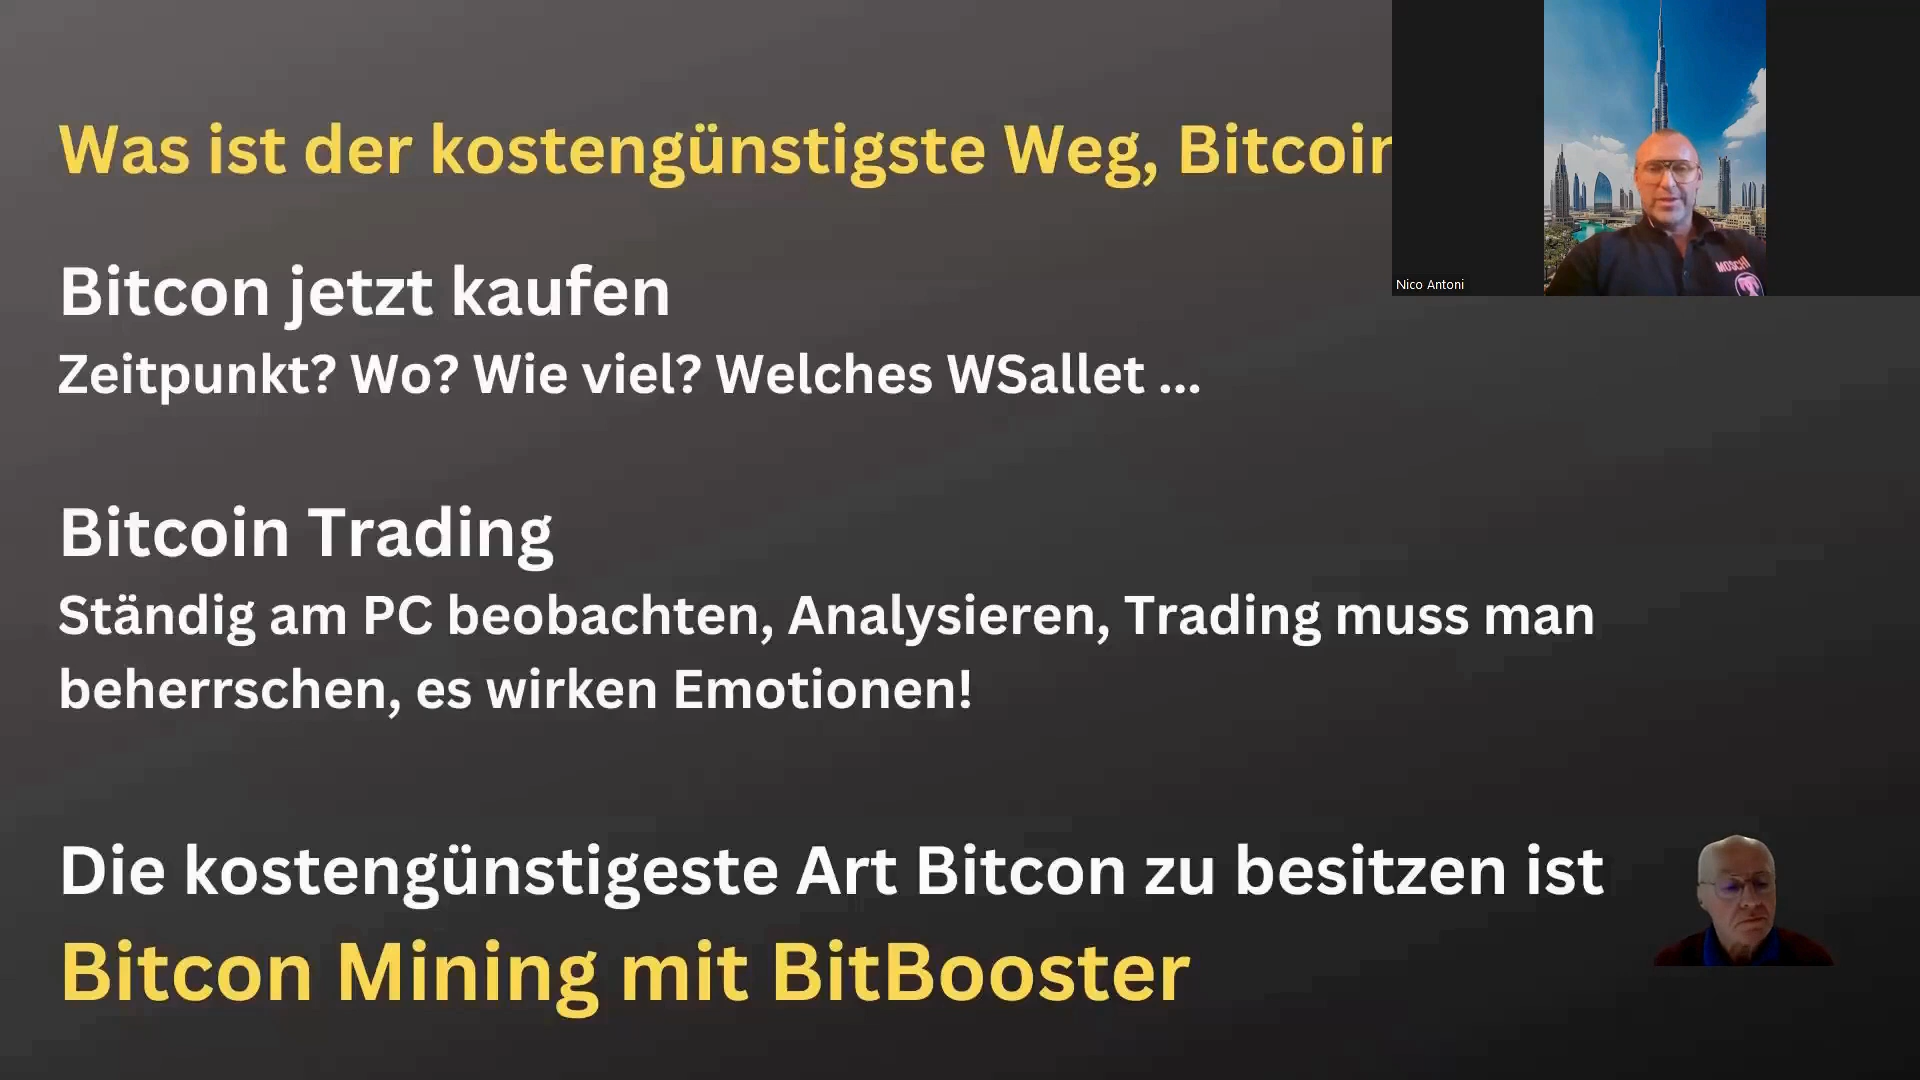 Was ist der kostengünstigste Weg, Bitcoin
Nico Antoni
MOSCHI
Bitcon jetzt kaufen
Zeitpunkt? Wo? Wie viel? Welches WSallet ...
Bitcoin Trading
Ständig am PC beobachten, Analysieren, Trading muss man
beherrschen, es wirken Emotionen!
Die kostengünstigeste Art Bitcon zu besitzen ist
Bitcon Mining mit BitBooster